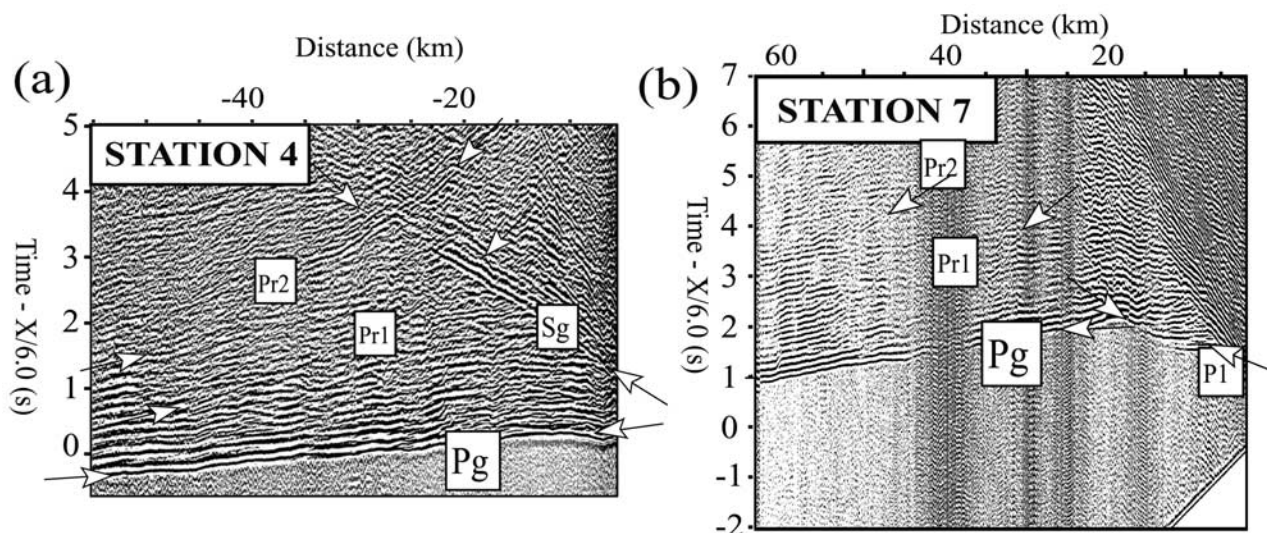 Distance (km)
(a)
-40 -20
STATION 4
5
4
3
2
1
0
Time - X/6.0 (s)
Pr2
Pr1
Sg
Pg
Distance (km)
(b)
60 40 20
STATION 7
7
6
5
4
3
2
1
0
-1
-2
Time - X/6.0 (s)
Pr2
Pr1
Pg
P1